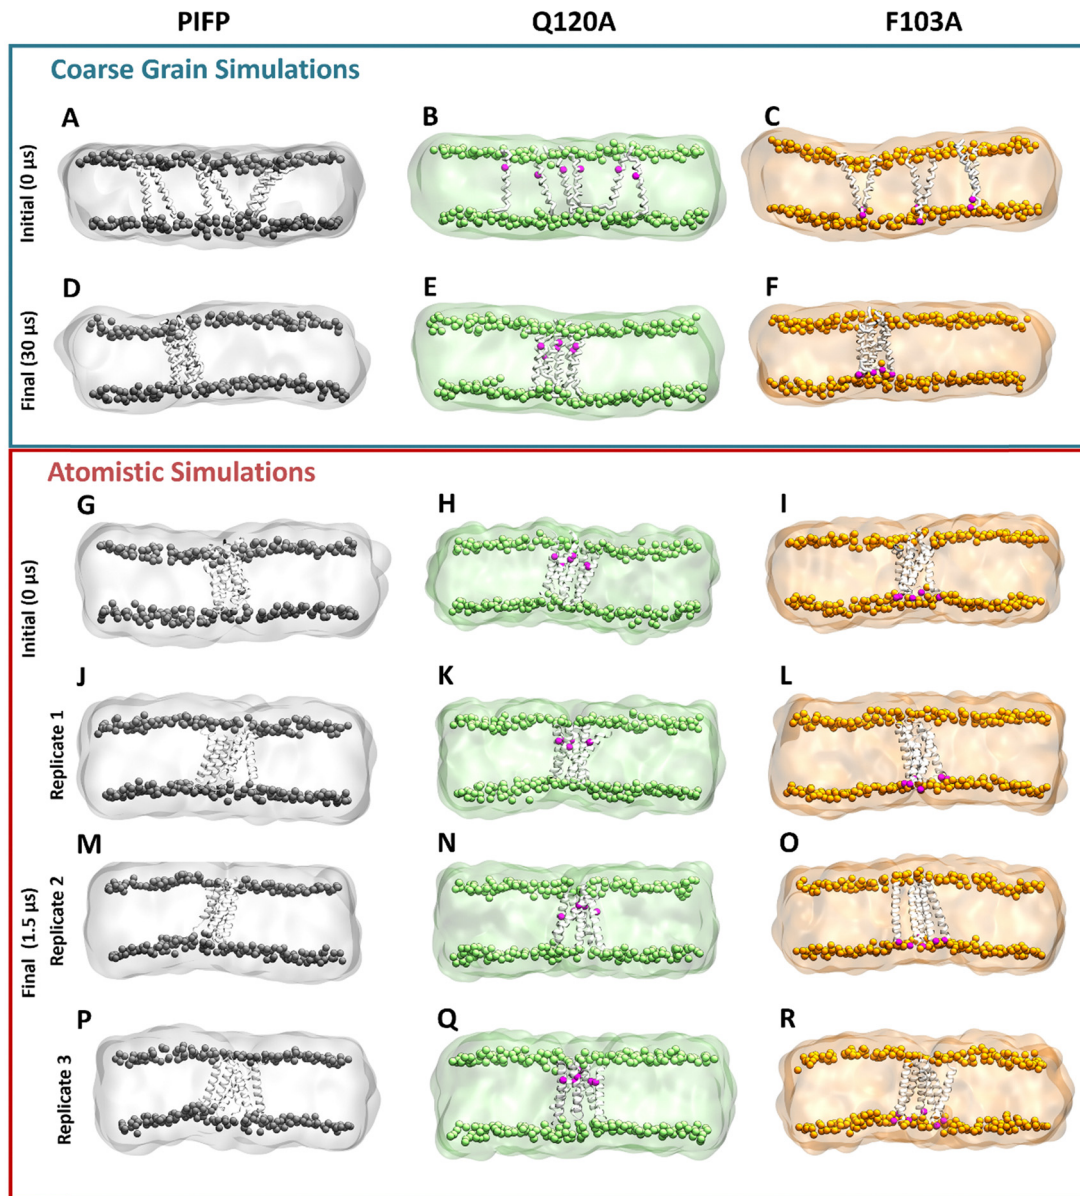 PIFP Q120A F103A
Coarse Grain Simulations
A B C
Initial (0 μs)
D E F
Final (30 μs)
Atomistic Simulations
G H I
Initial (0 μs)
J K L
Replicate 1
M N O
Final (1.5 μs)
Replicate 2
P Q R
Replicate 3